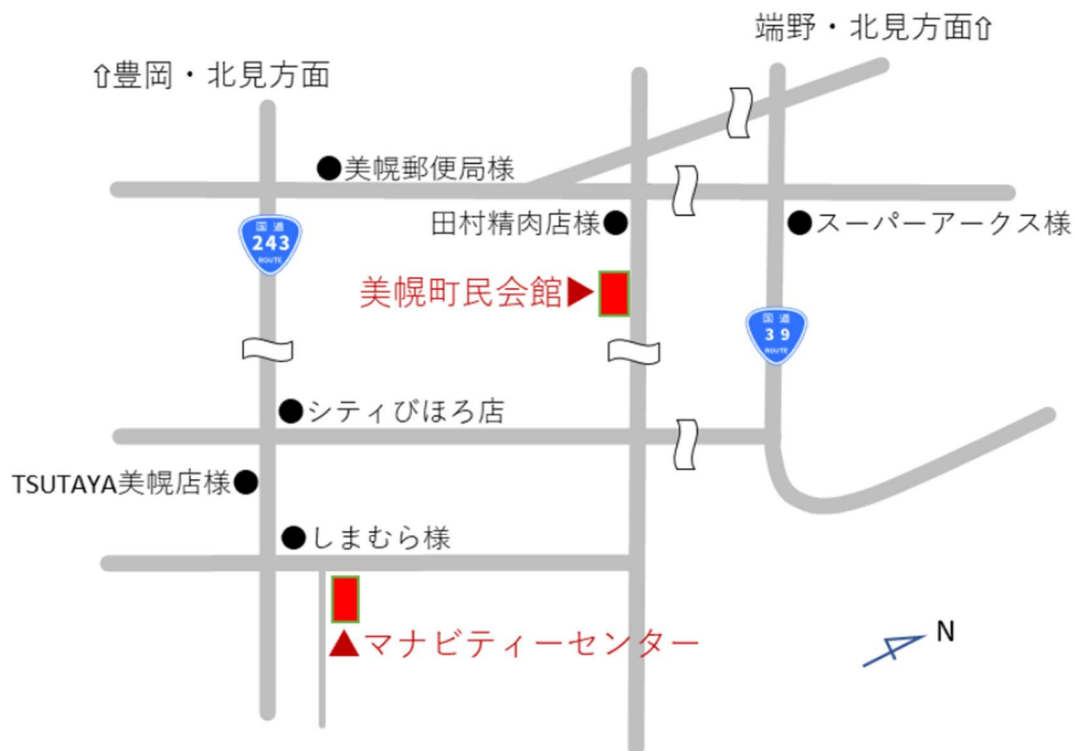 端野・北見方面⇧
⇧豊岡・北見方面
●美幌郵便局様
田村精肉店様●
●スーパーアークス様
国道
243
ROUTE
美幌町民会館▶
国道
39
ROUTE
●シティびほろ店
TSUTAYA美幌店様●
●しまむら様
▲マナビティーセンター
N